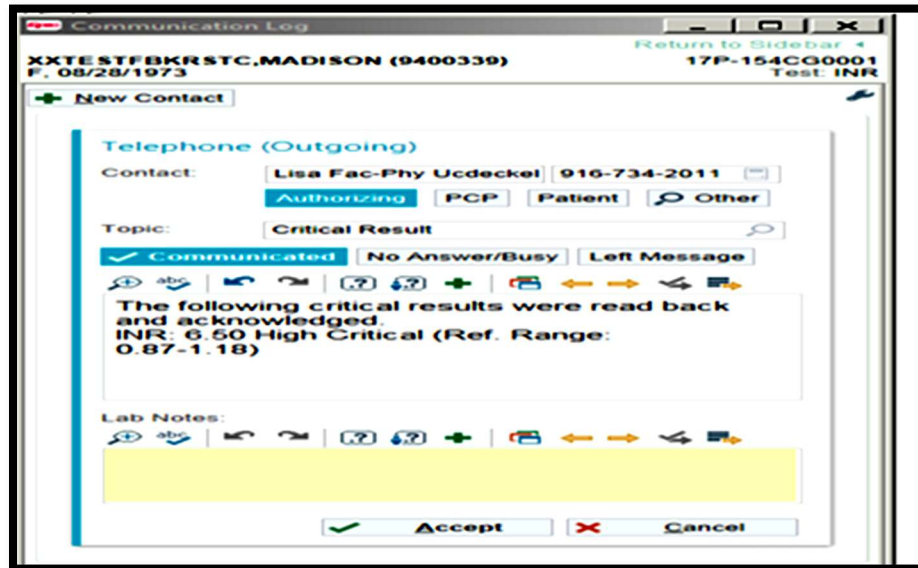 Communication Log
Return to Sidebar
XXTESTFBKRSTC,MADISON (9400339) 17P-154CG0001
F, 08/28/1973 Test: INR
New Contact
Telephone (Outgoing)
Contact: Lisa Fac-Phy Ucdeckel 916-734-2011
Authorizing PCP Patient Other
Topic: Critical Result
Communicated No Answer/Busy Left Message
abc
The following critical results were read back
and acknowledged.
INR: 6.50 High Critical (Ref. Range:
0.87-1.18)
Lab Notes:
abc
Accept Cancel